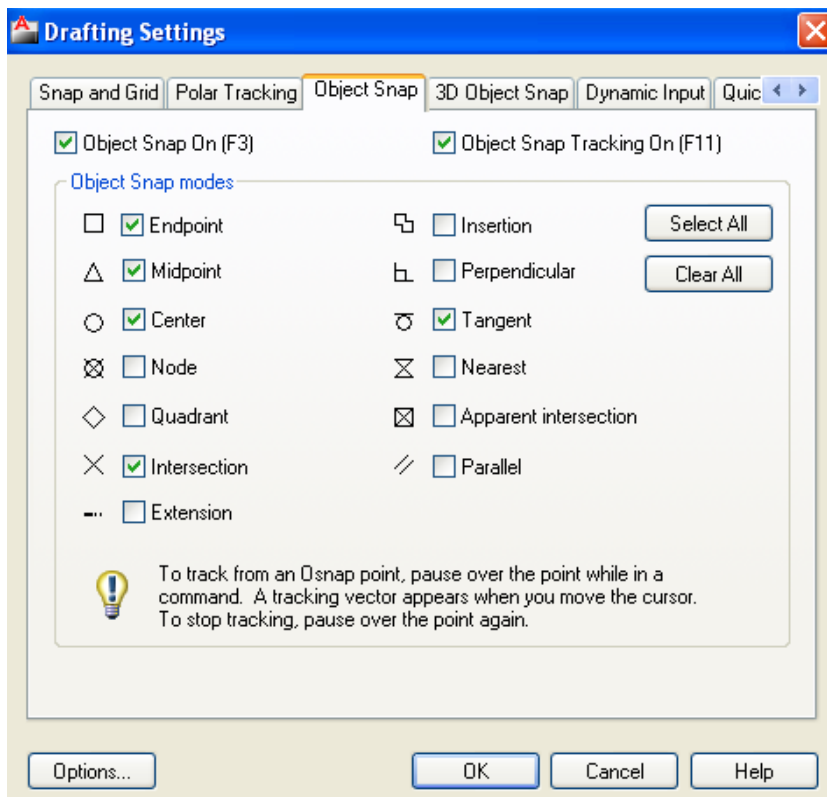 Drafting Settings
Snap and Grid Polar Tracking Object Snap 3D Object Snap Dynamic Input Quic
Object Snap On (F3) Object Snap Tracking On (F11)
Object Snap modes
Endpoint Insertion Select All
Midpoint Perpendicular Clear All
Center Tangent
Node Nearest
Quadrant Apparent intersection
Intersection Parallel
Extension
To track from an Osnap point, pause over the point while in a
command. A tracking vector appears when you move the cursor.
To stop tracking, pause over the point again.
Options... OK Cancel Help